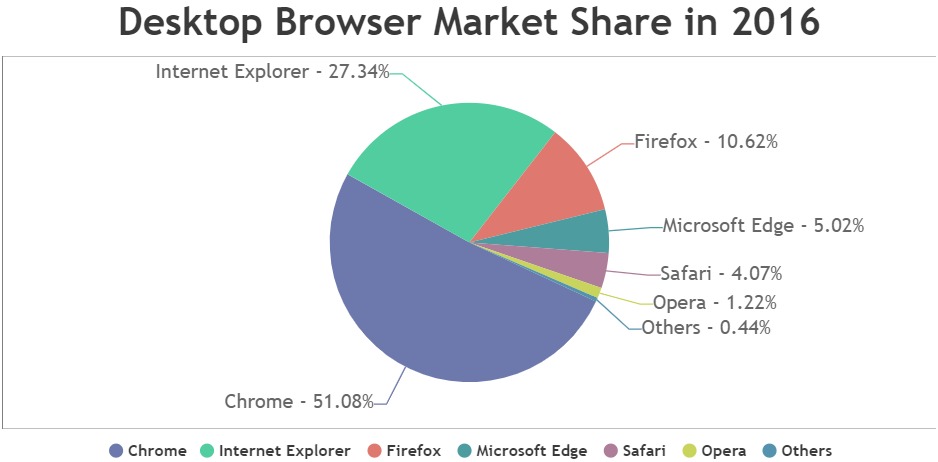 Desktop Browser Market Share in 2016
Internet Explorer - 27.34%
Firefox - 10.62%
Microsoft Edge - 5.02%
Safari - 4.07%
Opera - 1.22%
Others - 0.44%
Chrome - 51.08%
Chrome Internet Explorer Firefox Microsoft Edge Safari Opera Others